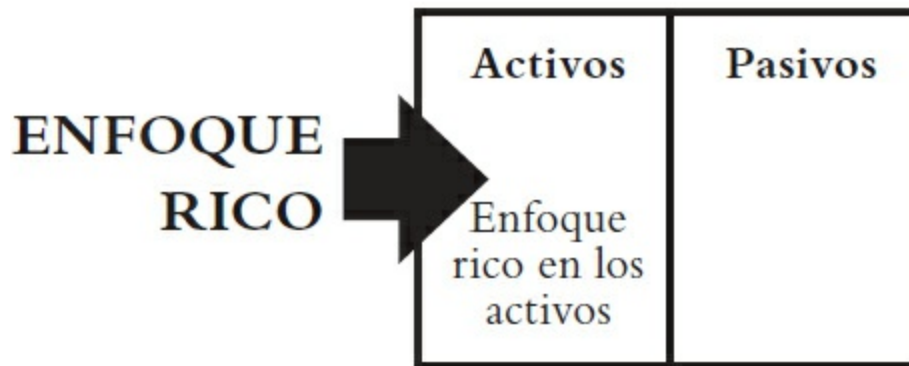 Activos
Pasivos
ENFOQUE
RICO
Enfoque
rico en los
activos